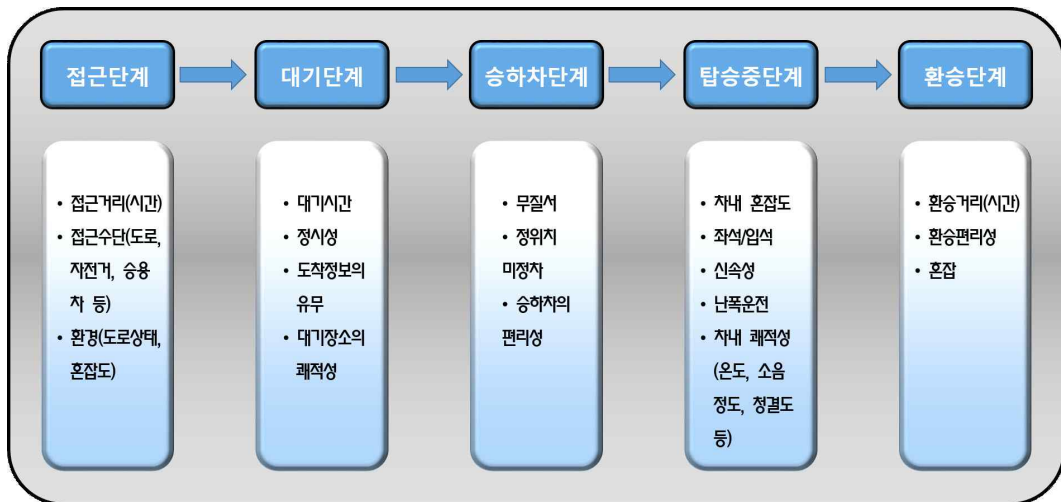 접근단계
대기단계
승하차단계
탑승중단계
환승단계
• 접근거리(시간)
• 접근수단(도로,
자전거, 승용
차 등)
• 환경(도로상태,
혼잡도)
• 대기시간
• 정시성
• 도착정보의
유무
• 대기장소의
쾌적성
• 무질서
• 정위치
미정차
• 승하차의
편리성
• 차내 혼잡도
• 좌석/입석
• 신속성
• 난폭운전
• 차내 쾌적성
(온도, 소음
정도, 청결도
등)
• 환승거리(시간)
• 환승편리성
• 혼잡